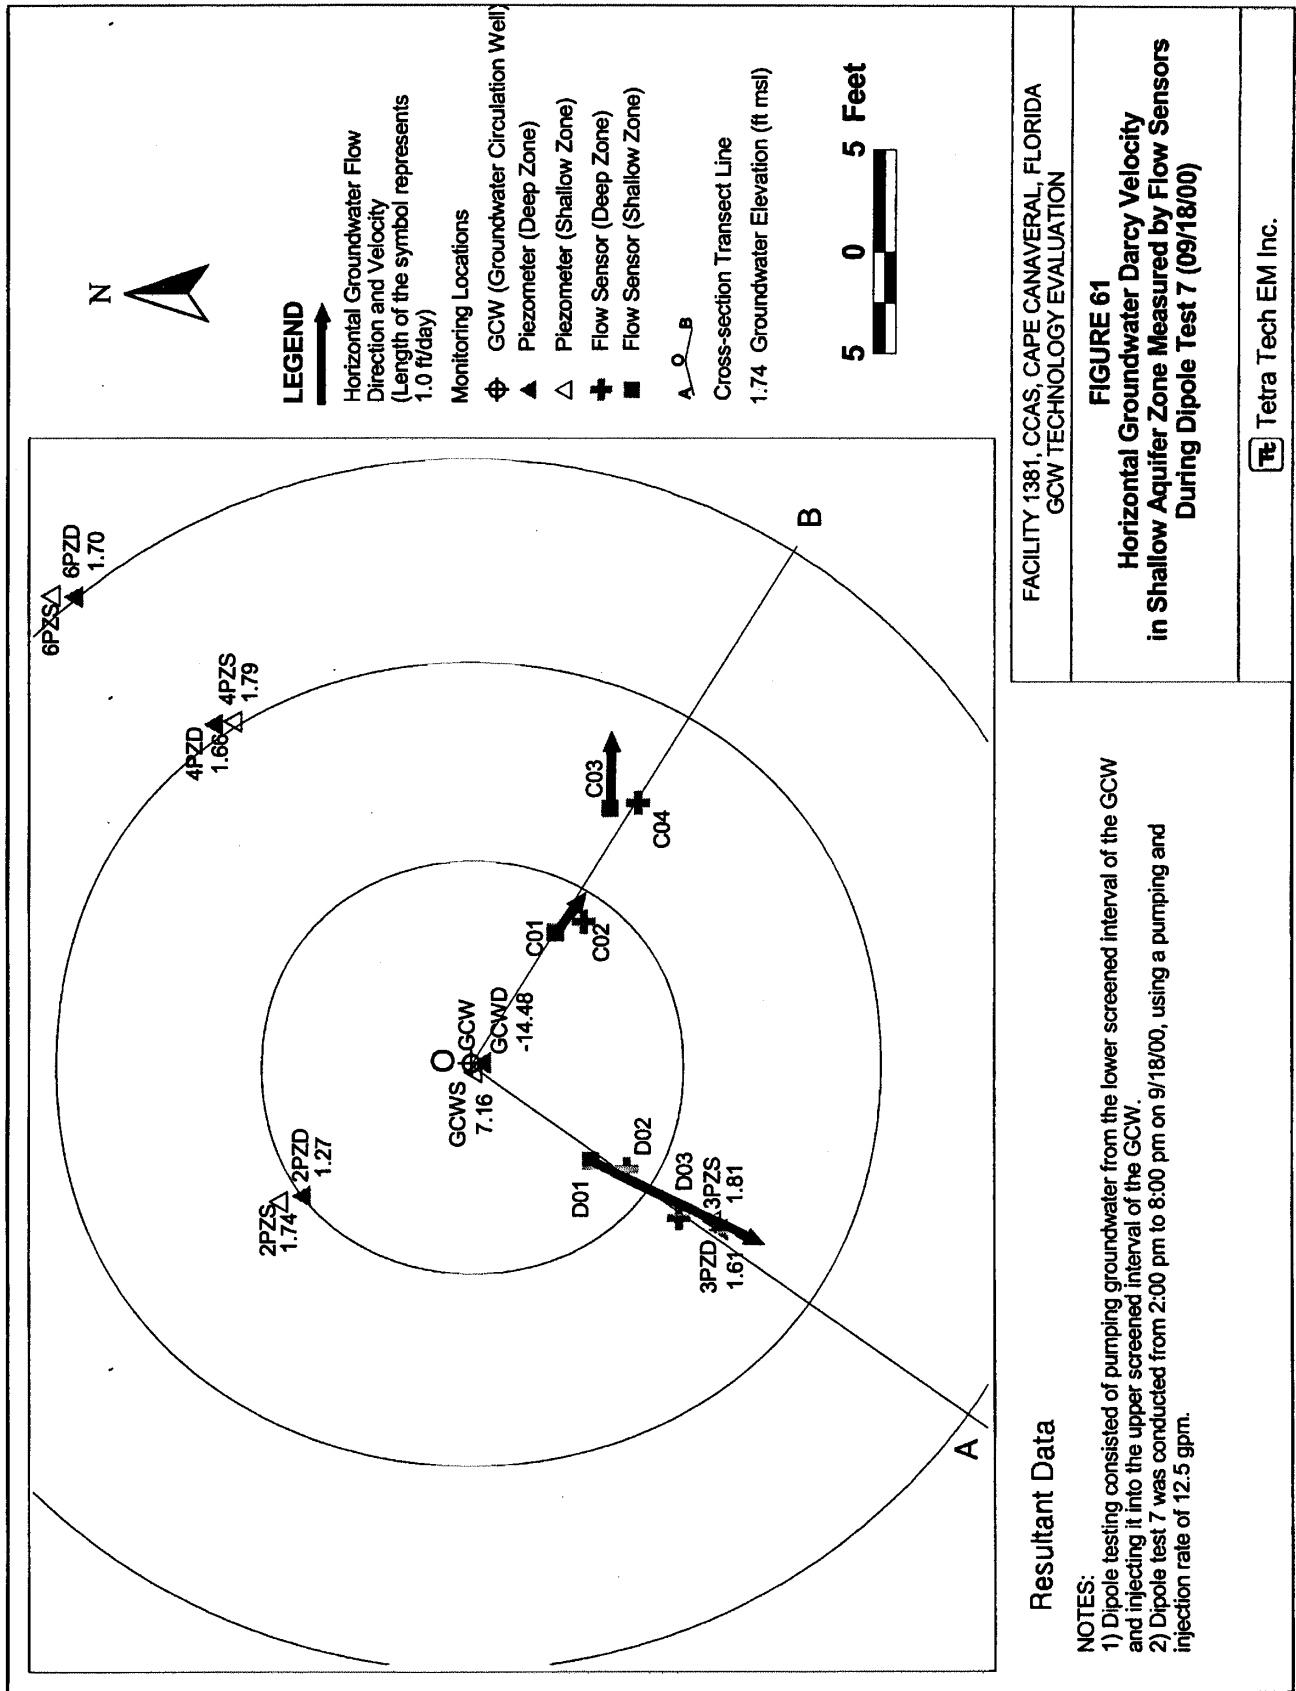 N
LEGEND
Horizontal Groundwater Flow
Direction and Velocity
(Length of the symbol represents
1.0 ft/day)
Monitoring Locations
GCW (Groundwater Circulation Well)
Piezometer (Deep Zone)
Piezometer (Shallow Zone)
Flow Sensor (Deep Zone)
Flow Sensor (Shallow Zone)
A O B
Cross-section Transect Line
1.74 Groundwater Elevation (ft msl)
5 0 5 Feet
6PZS
6PZD
1.70
4PZD
1.66
4PZS
1.79
2PZS
1.74
2PZD
1.27
O
GCW
GCWS
7.16
GCWD
-14.48
C01
C02
C03
C04
D01
D02
D03
3PZS
1.81
3PZD
1.61
A
B
Resultant Data
NOTES:
1) Dipole testing consisted of pumping groundwater from the lower screened interval of the GCW
and injecting it into the upper screened interval of the GCW.
2) Dipole test 7 was conducted from 2:00 pm to 8:00 pm on 9/18/00, using a pumping and
injection rate of 12.5 gpm.
FACILITY 1381, CCAS, CAPE CANAVERAL, FLORIDA
GCW TECHNOLOGY EVALUATION
FIGURE 61
Horizontal Groundwater Darcy Velocity
in Shallow Aquifer Zone Measured by Flow Sensors
During Dipole Test 7 (09/18/00)
Tt Tetra Tech EM Inc.